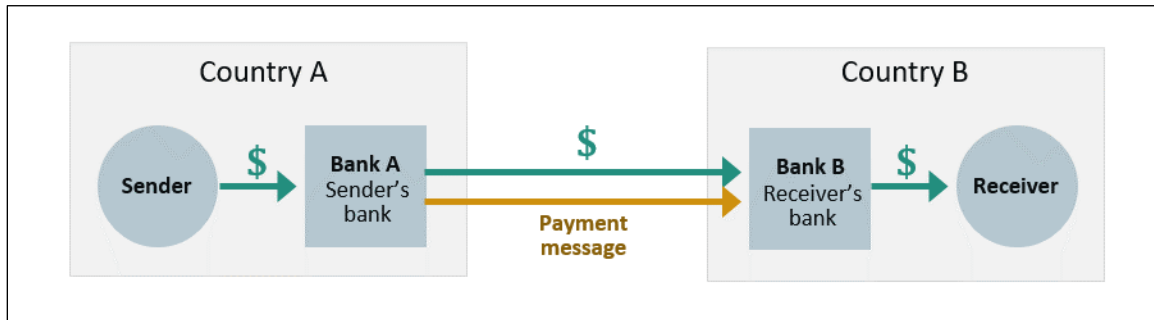 Country A
Country B
$
Sender
$
Bank A
Sender’s
bank
Payment
message
Bank B
Receiver’s
bank
$
Receiver